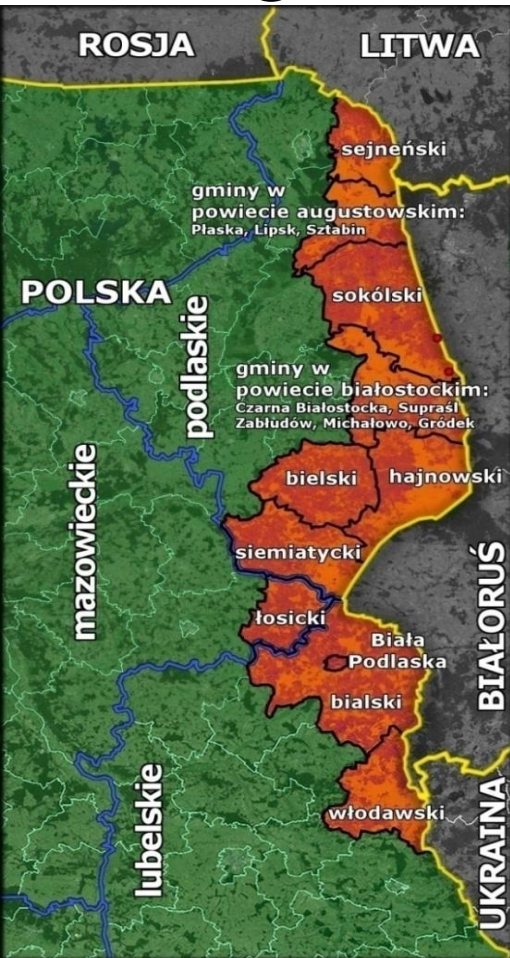 ROSJA
LITWA
sejneński
gminy w
powiecie augustowskim:
Płaska, Lipsk, Sztabin
POLSKA
sokólski
podlaskie
gminy w
powiecie białostockim:
Czarna Białostocka, Supraśl
Zabłudów, Michałowo, Gródek
mazowieckie
bielski
hajnowski
siemiatycki
BIAŁORUŚ
łosicki
Biała
Podlaska
bialski
lubelskie
włodawski
UKRAINA